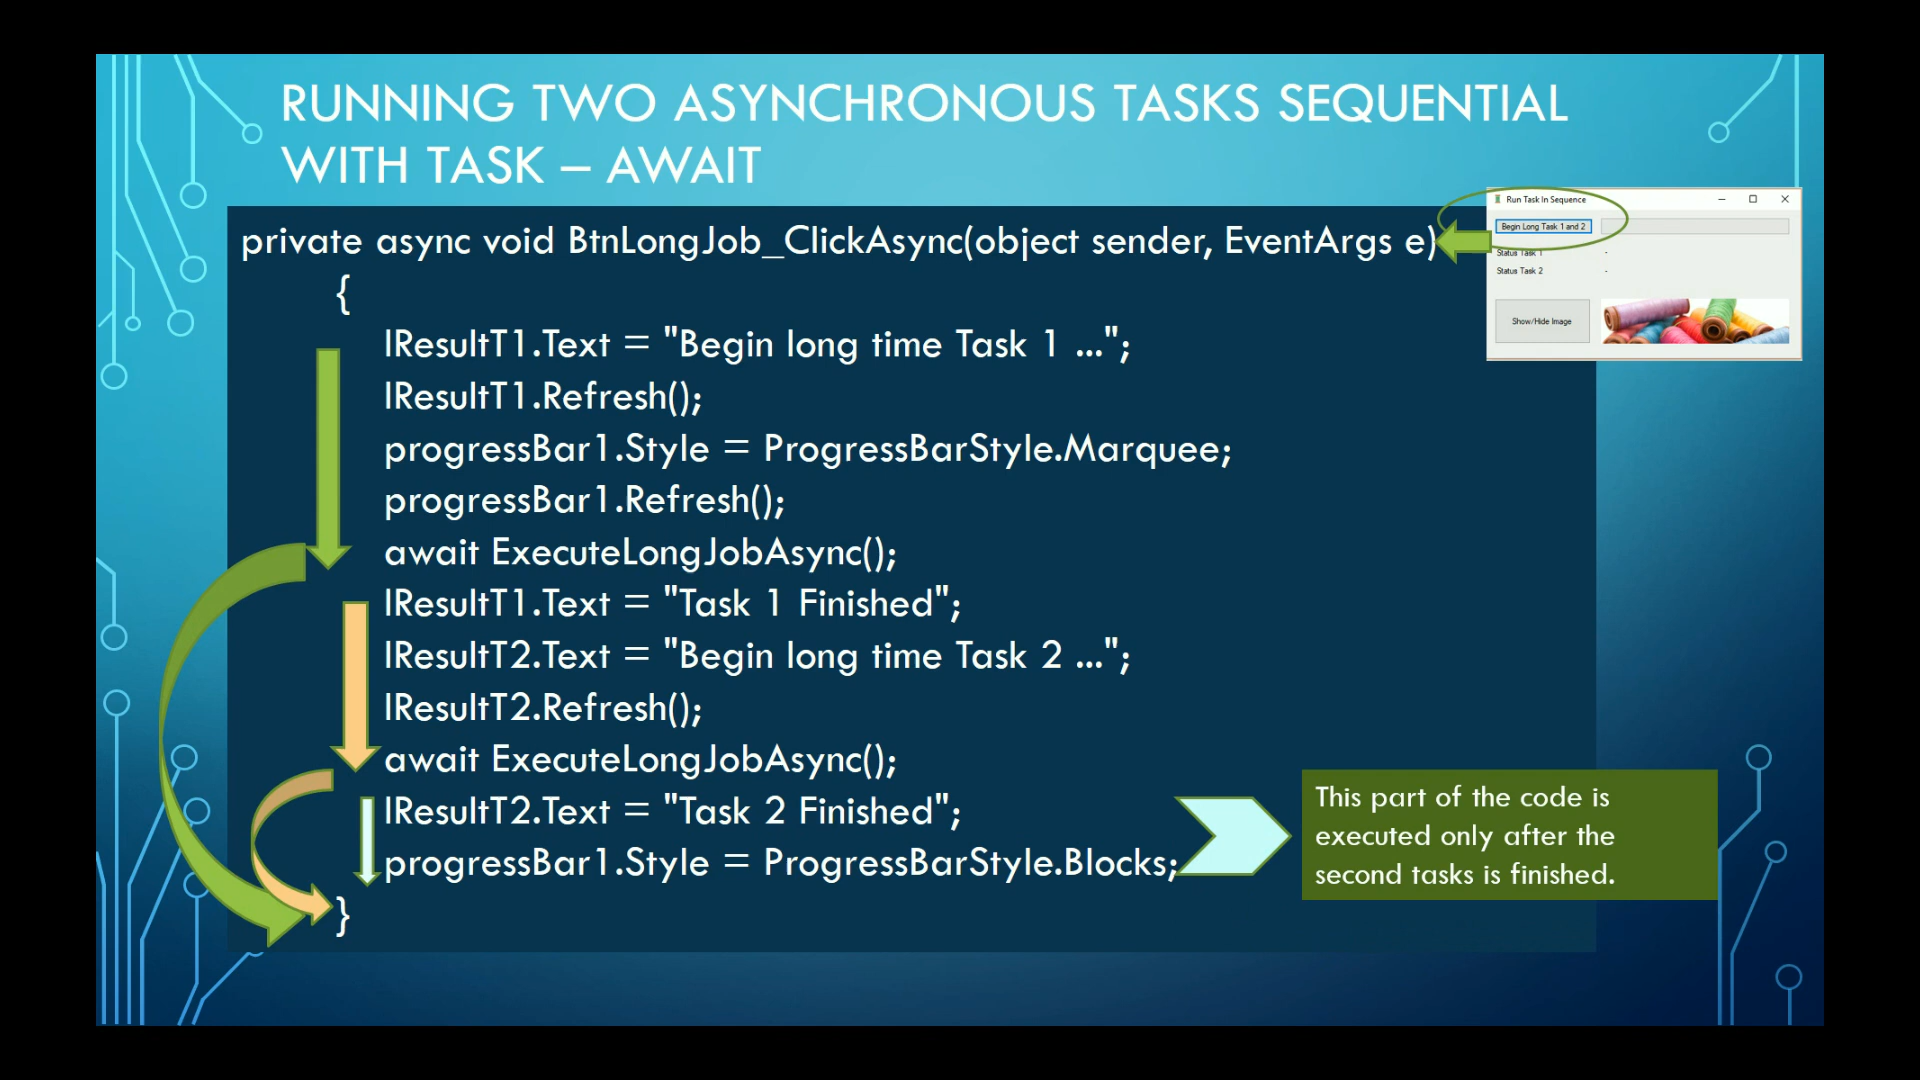 RUNNING TWO ASYNCHRONOUS TASKS SEQUENTIAL
WITH TASK – AWAIT
Run Task In Sequence
Begin Long Task 1 and 2
Status Task 1 -
Status Task 2 -
Show/Hide Image
private async void BtnLongJob_ClickAsync(object sender, EventArgs e)
{
lResultT1.Text = "Begin long time Task 1 ...";
lResultT1.Refresh();
progressBar1.Style = ProgressBarStyle.Marquee;
progressBar1.Refresh();
await ExecuteLongJobAsync();
lResultT1.Text = "Task 1 Finished";
lResultT2.Text = "Begin long time Task 2 ...";
lResultT2.Refresh();
await ExecuteLongJobAsync();
lResultT2.Text = "Task 2 Finished";
progressBar1.Style = ProgressBarStyle.Blocks;
}
This part of the code is
executed only after the
second tasks is finished.